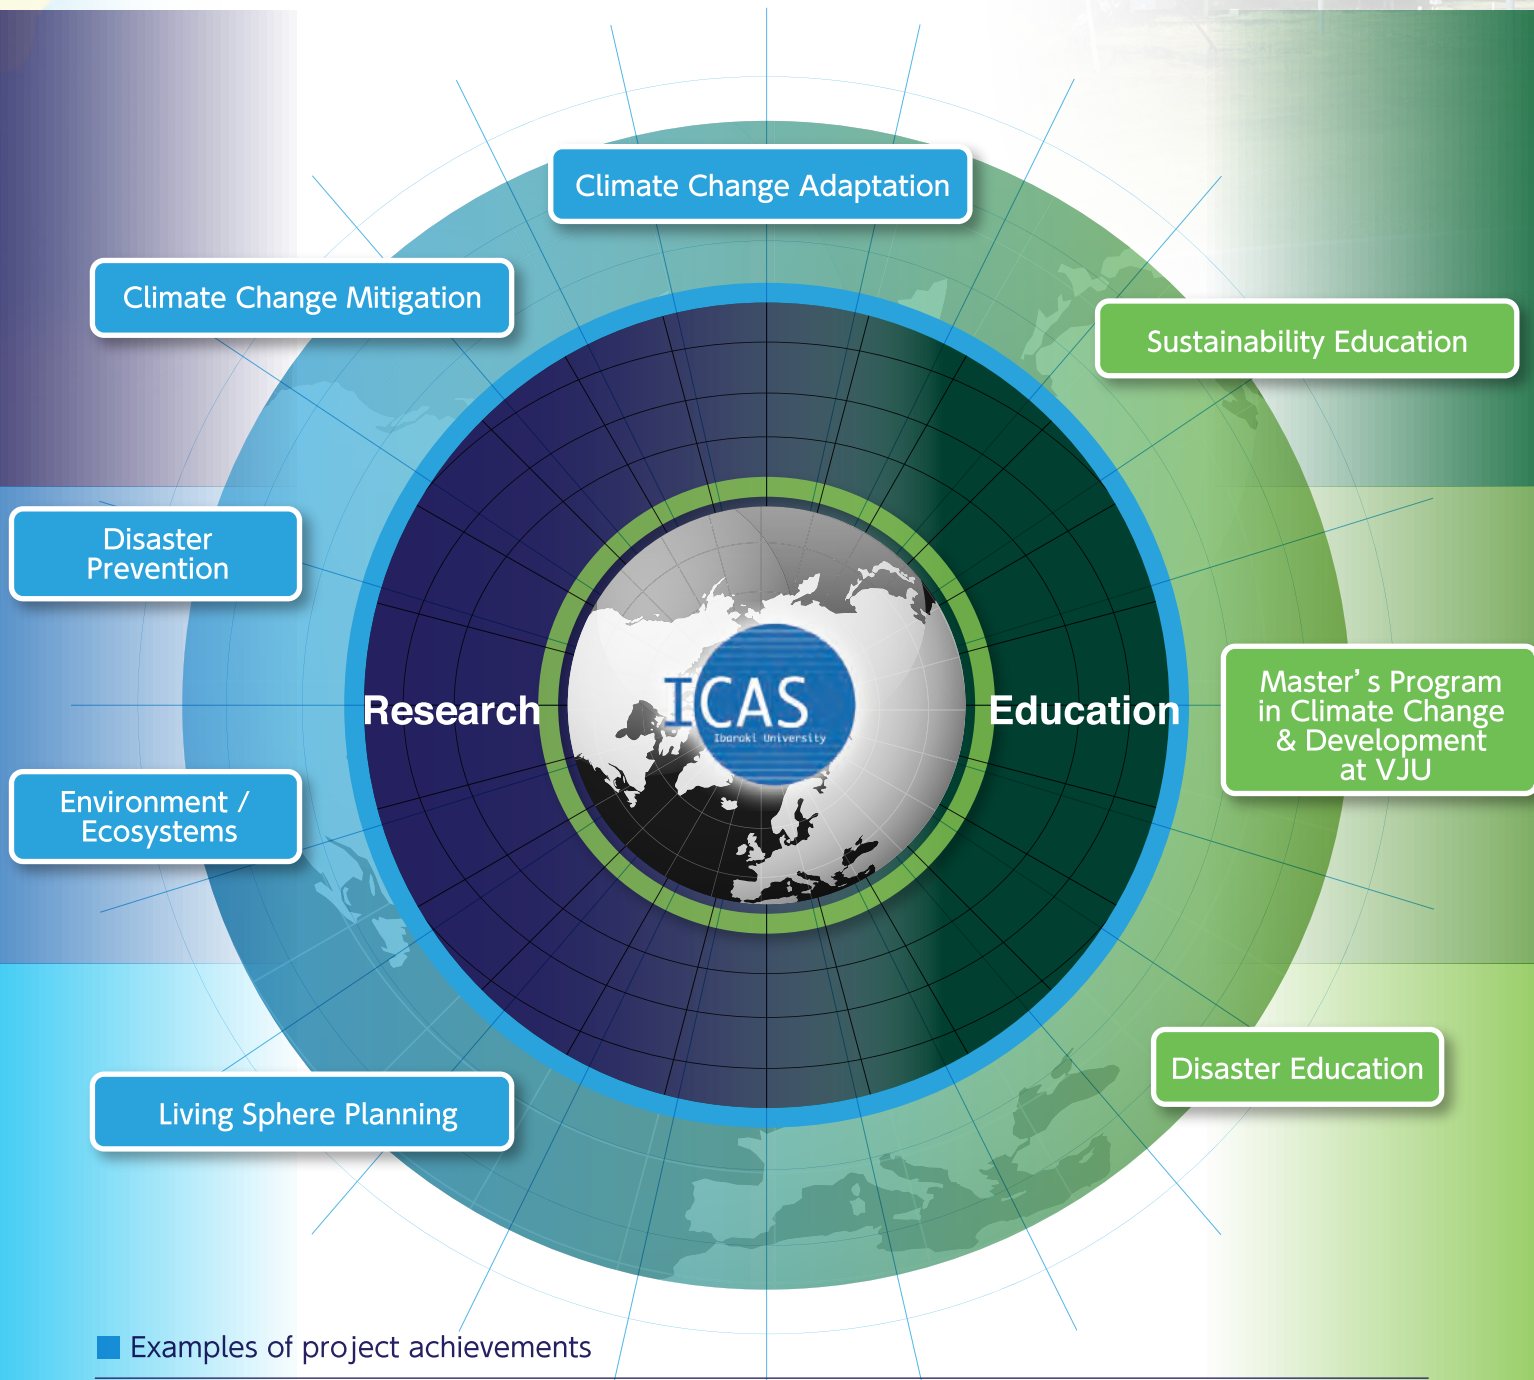 Climate Change Adaptation
Climate Change Mitigation
Sustainability Education
Disaster
Prevention
Research
ICAS
Ibaraki University
Education
Master's Program
in Climate Change
& Development
at VJU
Environment /
Ecosystems
Disaster Education
Living Sphere Planning
Examples of project achievements